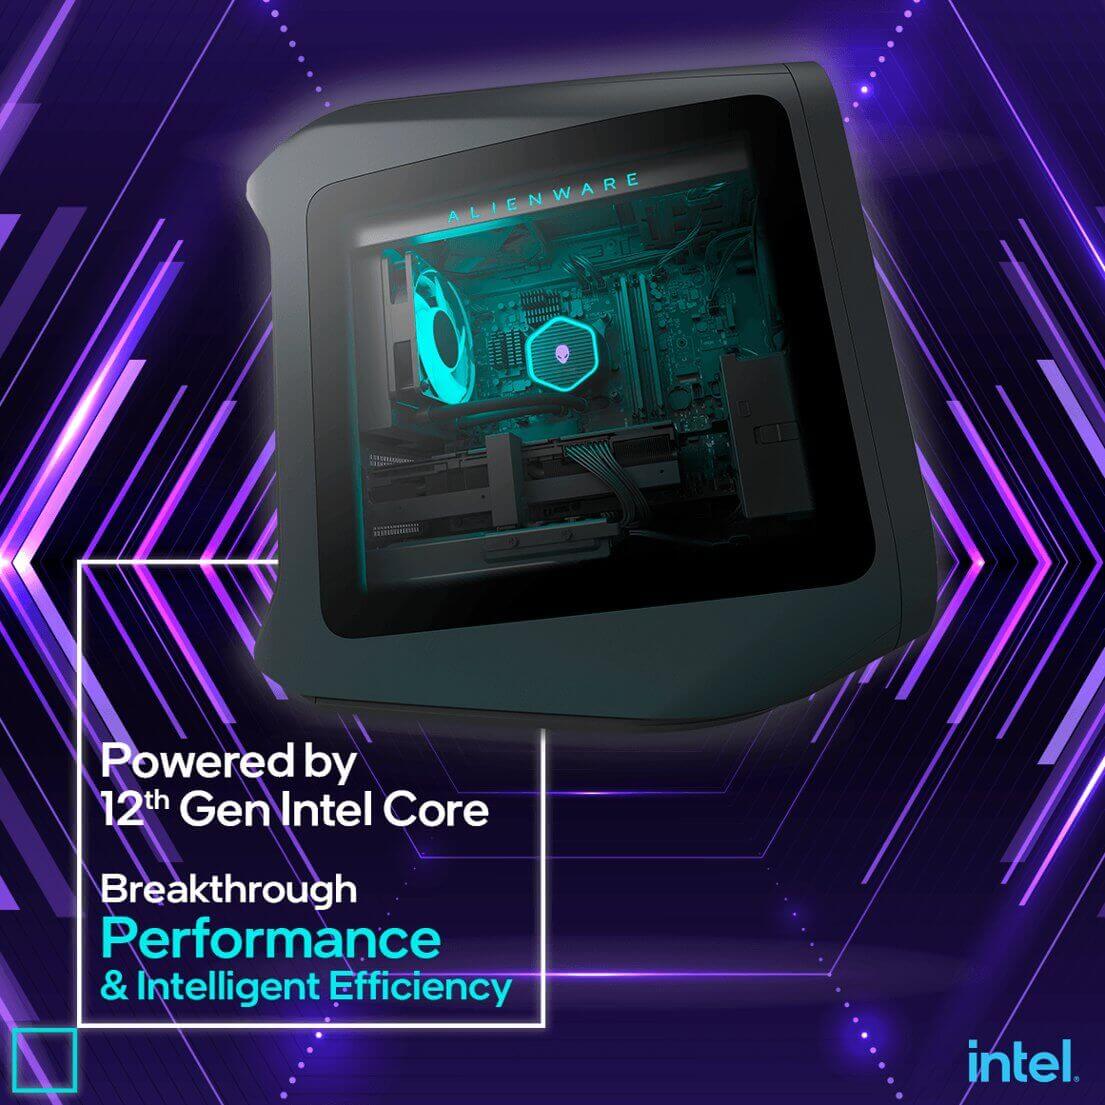 ALIENWARE
Powered by
12th Gen Intel Core
Breakthrough
Performance
& Intelligent Efficiency
intel.